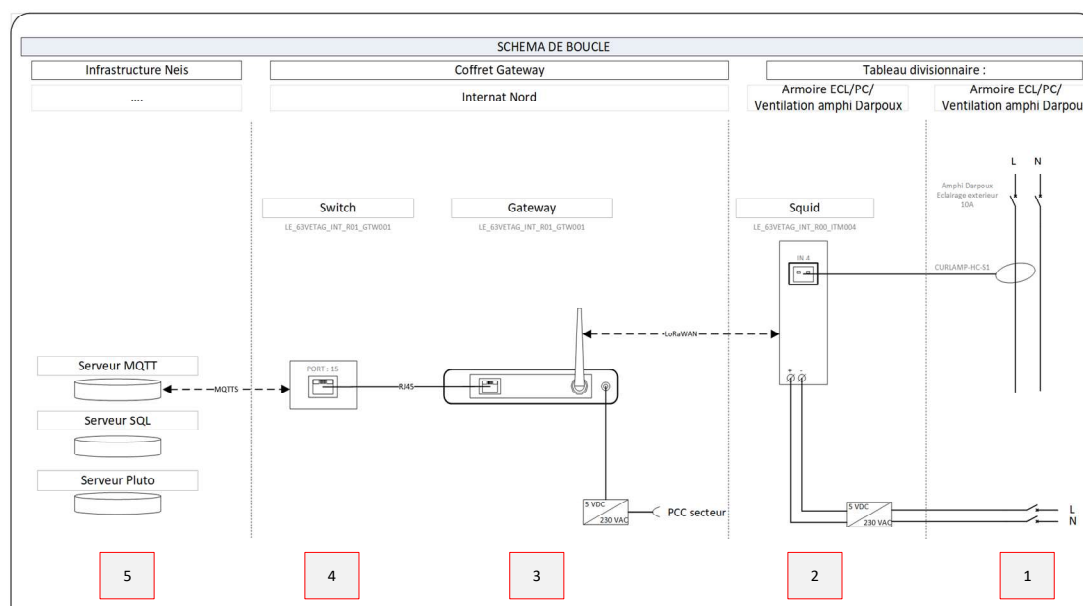 SCHEMA DE BOUCLE
Infrastructure Neis
Coffret Gateway
Tableau divisionnaire :
....
Internat Nord
Armoire ECL/PC/
Ventilation amphi Darpoux
Armoire ECL/PC/
Ventilation amphi Darpou
L N
Amphi Darpoux
Eclairage exterieur
10A
Switch
LE_63VETAG_INT_R01_GTW001
Gateway
LE_63VETAG_INT_R01_GTW001
Squid
LE_63VETAG_INT_R00_ITM004
IN 4
CURLAMP-HC-S1
LoRaWAN
Serveur MQTT
MQTTS
PORT : 15
RJ45
+ -
Serveur SQL
Serveur Pluto
5 VDC
230 VAC
PCC secteur
5 VDC
230 VAC
L
N
5
4
3
2
1